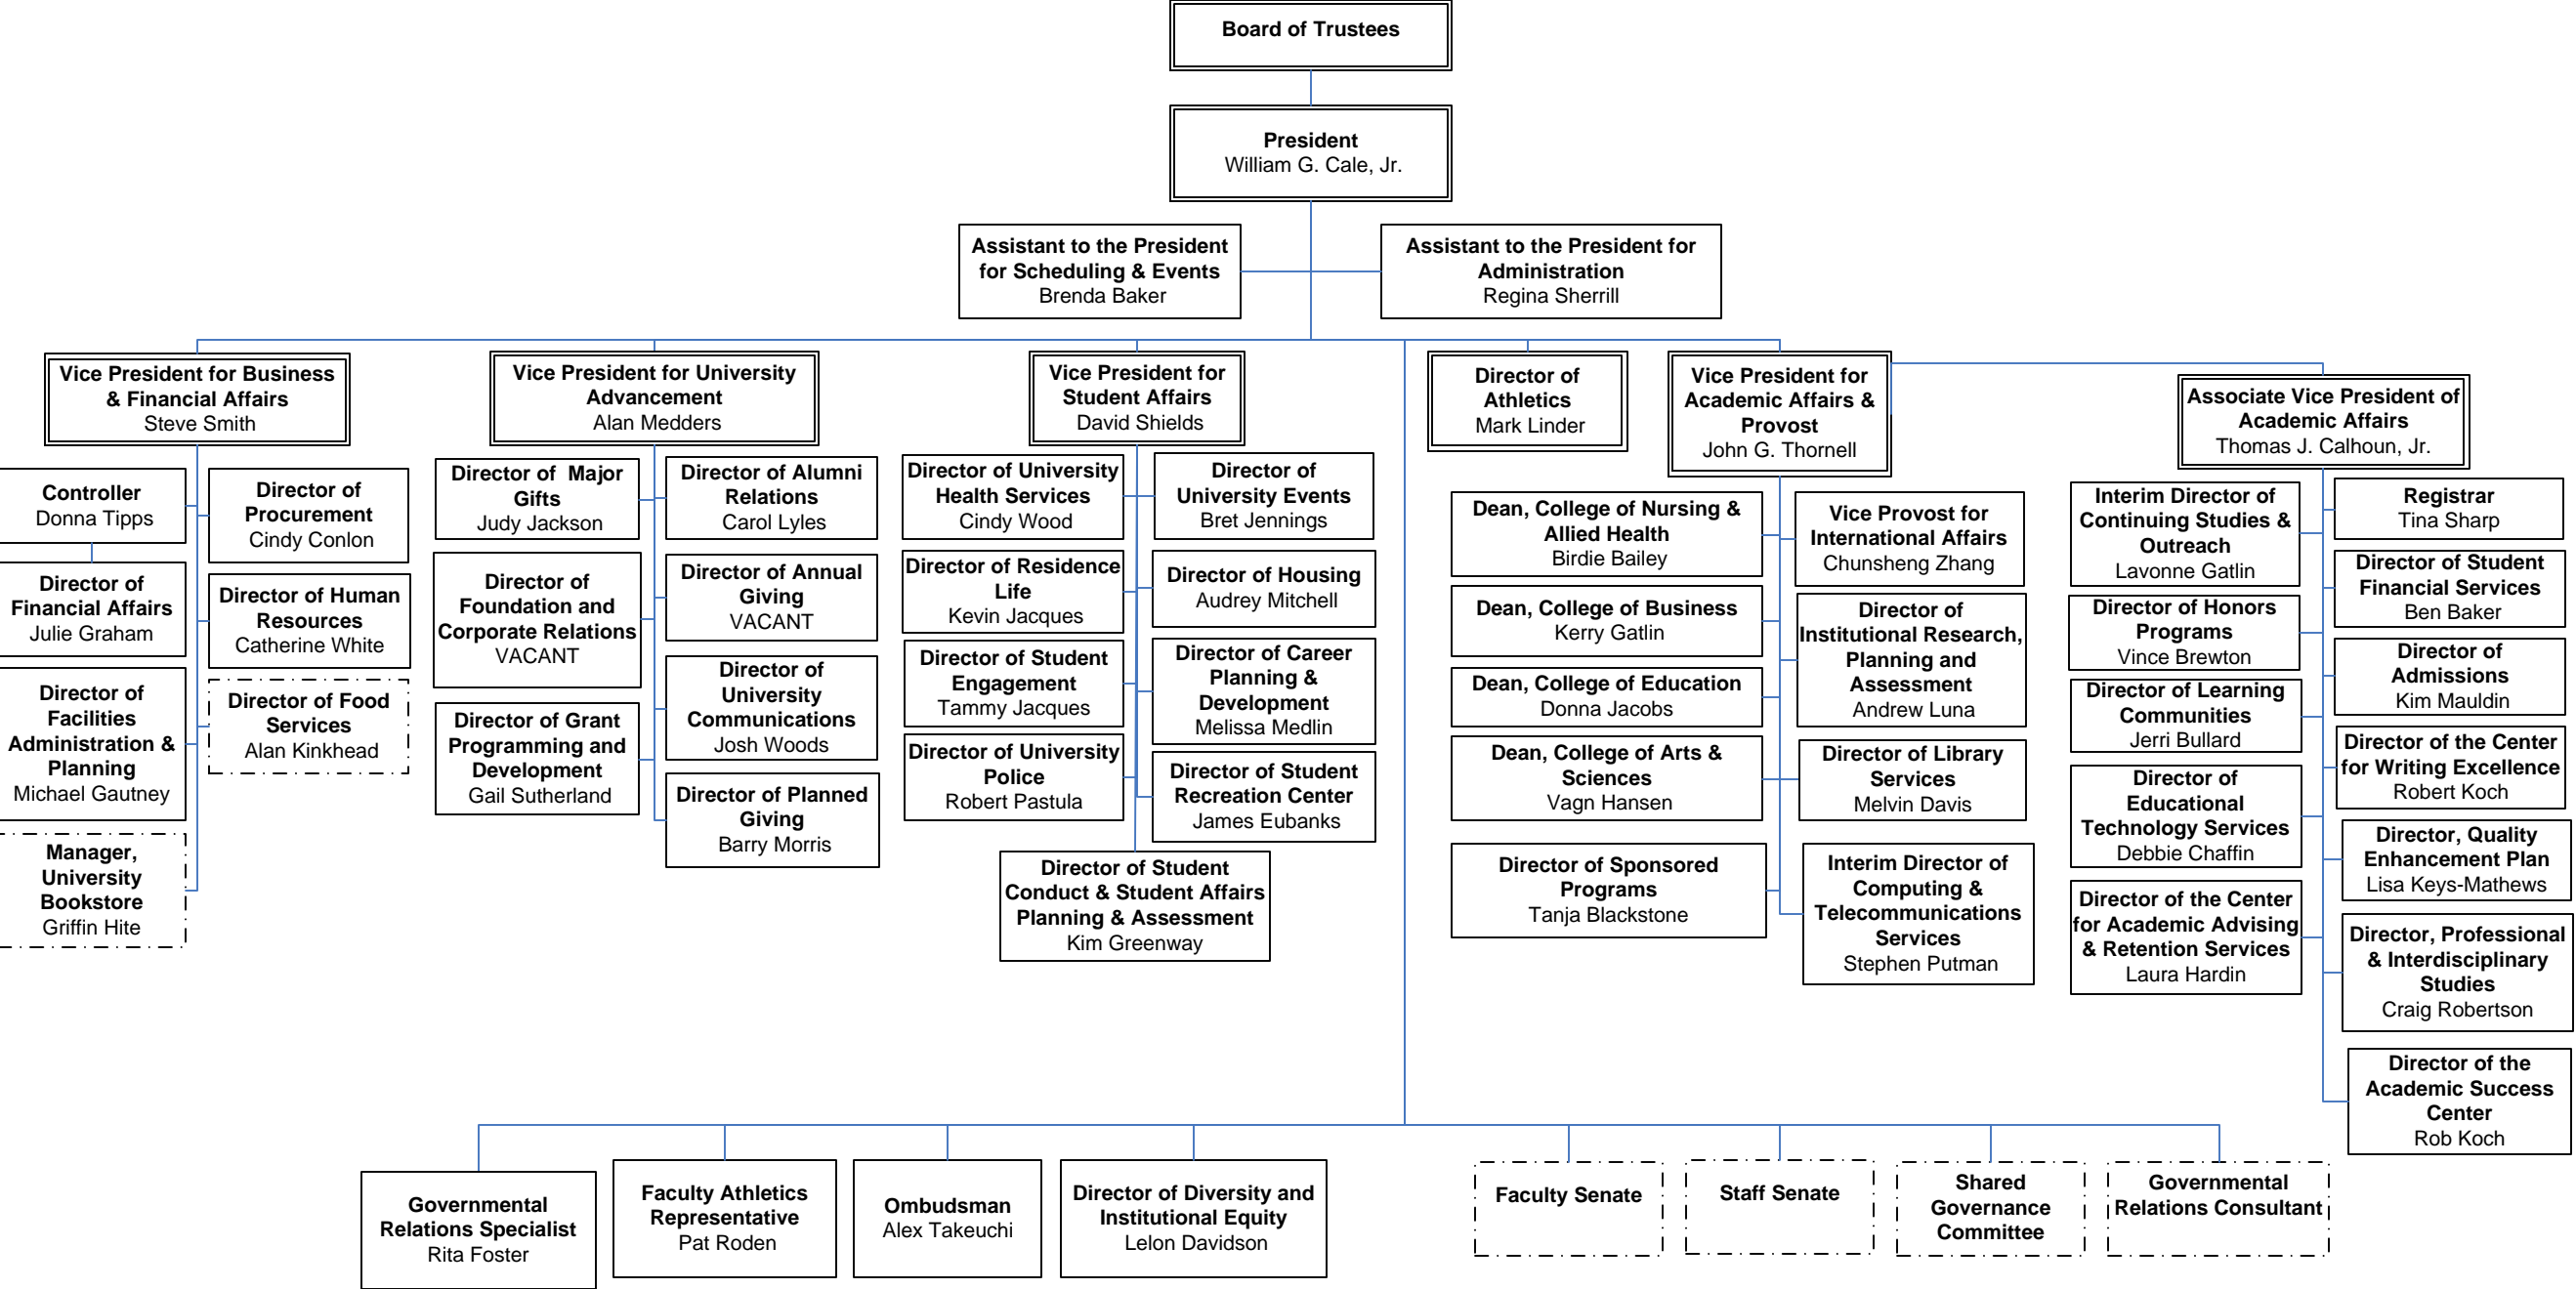 Board of Trustees
President
William G. Cale, Jr.
Assistant to the President
for Scheduling & Events
Brenda Baker
Assistant to the President for
Administration
Regina Sherrill
Vice President for Business
& Financial Affairs
Steve Smith
Controller
Donna Tipps
Director of
Financial Affairs
Julie Graham
Director of
Facilities
Administration &
Planning
Michael Gautney
Manager,
University
Bookstore
Griffin Hite
Director of
Procurement
Cindy Conlon
Director of Human
Resources
Catherine White
Director of Food
Services
Alan Kinkhead
Vice President for University
Advancement
Alan Medders
Director of Major
Gifts
Judy Jackson
Director of
Foundation and
Corporate Relations
VACANT
Director of Grant
Programming and
Development
Gail Sutherland
Director of Alumni
Relations
Carol Lyles
Director of Annual
Giving
VACANT
Director of
University
Communications
Josh Woods
Director of Planned
Giving
Barry Morris
Vice President for
Student Affairs
David Shields
Director of University
Health Services
Cindy Wood
Director of Residence
Life
Kevin Jacques
Director of Student
Engagement
Tammy Jacques
Director of University
Police
Robert Pastula
Director of
University Events
Bret Jennings
Director of Housing
Audrey Mitchell
Director of Career
Planning &
Development
Melissa Medlin
Director of Student
Recreation Center
James Eubanks
Director of Student
Conduct & Student Affairs
Planning & Assessment
Kim Greenway
Director of
Athletics
Mark Linder
Vice President for
Academic Affairs &
Provost
John G. Thornell
Dean, College of Nursing &
Allied Health
Birdie Bailey
Dean, College of Business
Kerry Gatlin
Dean, College of Education
Donna Jacobs
Dean, College of Arts &
Sciences
Vagn Hansen
Director of Sponsored
Programs
Tanja Blackstone
Vice Provost for
International Affairs
Chunsheng Zhang
Director of
Institutional Research,
Planning and
Assessment
Andrew Luna
Director of Library
Services
Melvin Davis
Interim Director of
Computing &
Telecommunications
Services
Stephen Putman
Associate Vice President of
Academic Affairs
Thomas J. Calhoun, Jr.
Interim Director of
Continuing Studies &
Outreach
Lavonne Gatlin
Director of Honors
Programs
Vince Brewton
Director of Learning
Communities
Jerri Bullard
Director of
Educational
Technology Services
Debbie Chaffin
Director of the Center
for Academic Advising
& Retention Services
Laura Hardin
Registrar
Tina Sharp
Director of Student
Financial Services
Ben Baker
Director of
Admissions
Kim Mauldin
Director of the Center
for Writing Excellence
Robert Koch
Director, Quality
Enhancement Plan
Lisa Keys-Mathews
Director, Professional
& Interdisciplinary
Studies
Craig Robertson
Director of the
Academic Success
Center
Rob Koch
Governmental
Relations Specialist
Rita Foster
Faculty Athletics
Representative
Pat Roden
Ombudsman
Alex Takeuchi
Director of Diversity and
Institutional Equity
Lelon Davidson
Faculty Senate
Staff Senate
Shared
Governance
Committee
Governmental
Relations Consultant